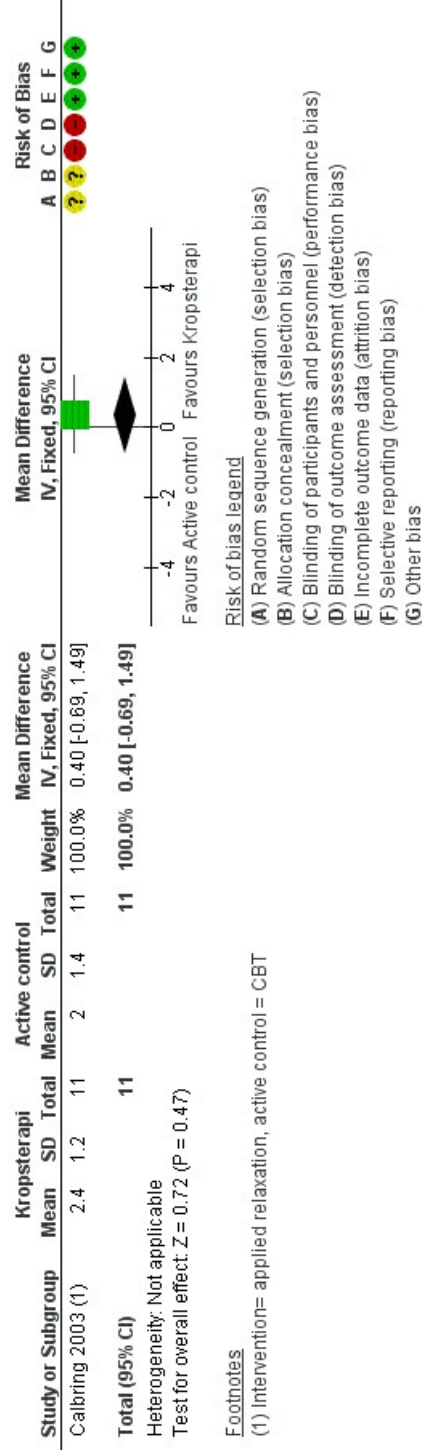 Kropsterapi Active control Mean Difference Mean Difference Risk of Bias
Study or Subgroup Mean SD Total Mean SD Total Weight IV, Fixed, 95% CI IV, Fixed, 95% CI A B C D E F G
Calbring 2003 (1) 2.4 1.2 11 2 1.4 11 100.0% 0.40 [-0.69, 1.49] ? ? - - + + +
Total (95% CI) 11 11 100.0% 0.40 [-0.69, 1.49]
Heterogeneity: Not applicable
Test for overall effect: Z = 0.72 (P = 0.47)
-4 -2 0 2 4
Favours Active control Favours Kropsterapi
Footnotes
(1) Intervention= applied relaxation, active control = CBT
Risk of bias legend
(A) Random sequence generation (selection bias)
(B) Allocation concealment (selection bias)
(C) Blinding of participants and personnel (performance bias)
(D) Blinding of outcome assessment (detection bias)
(E) Incomplete outcome data (attrition bias)
(F) Selective reporting (reporting bias)
(G) Other bias